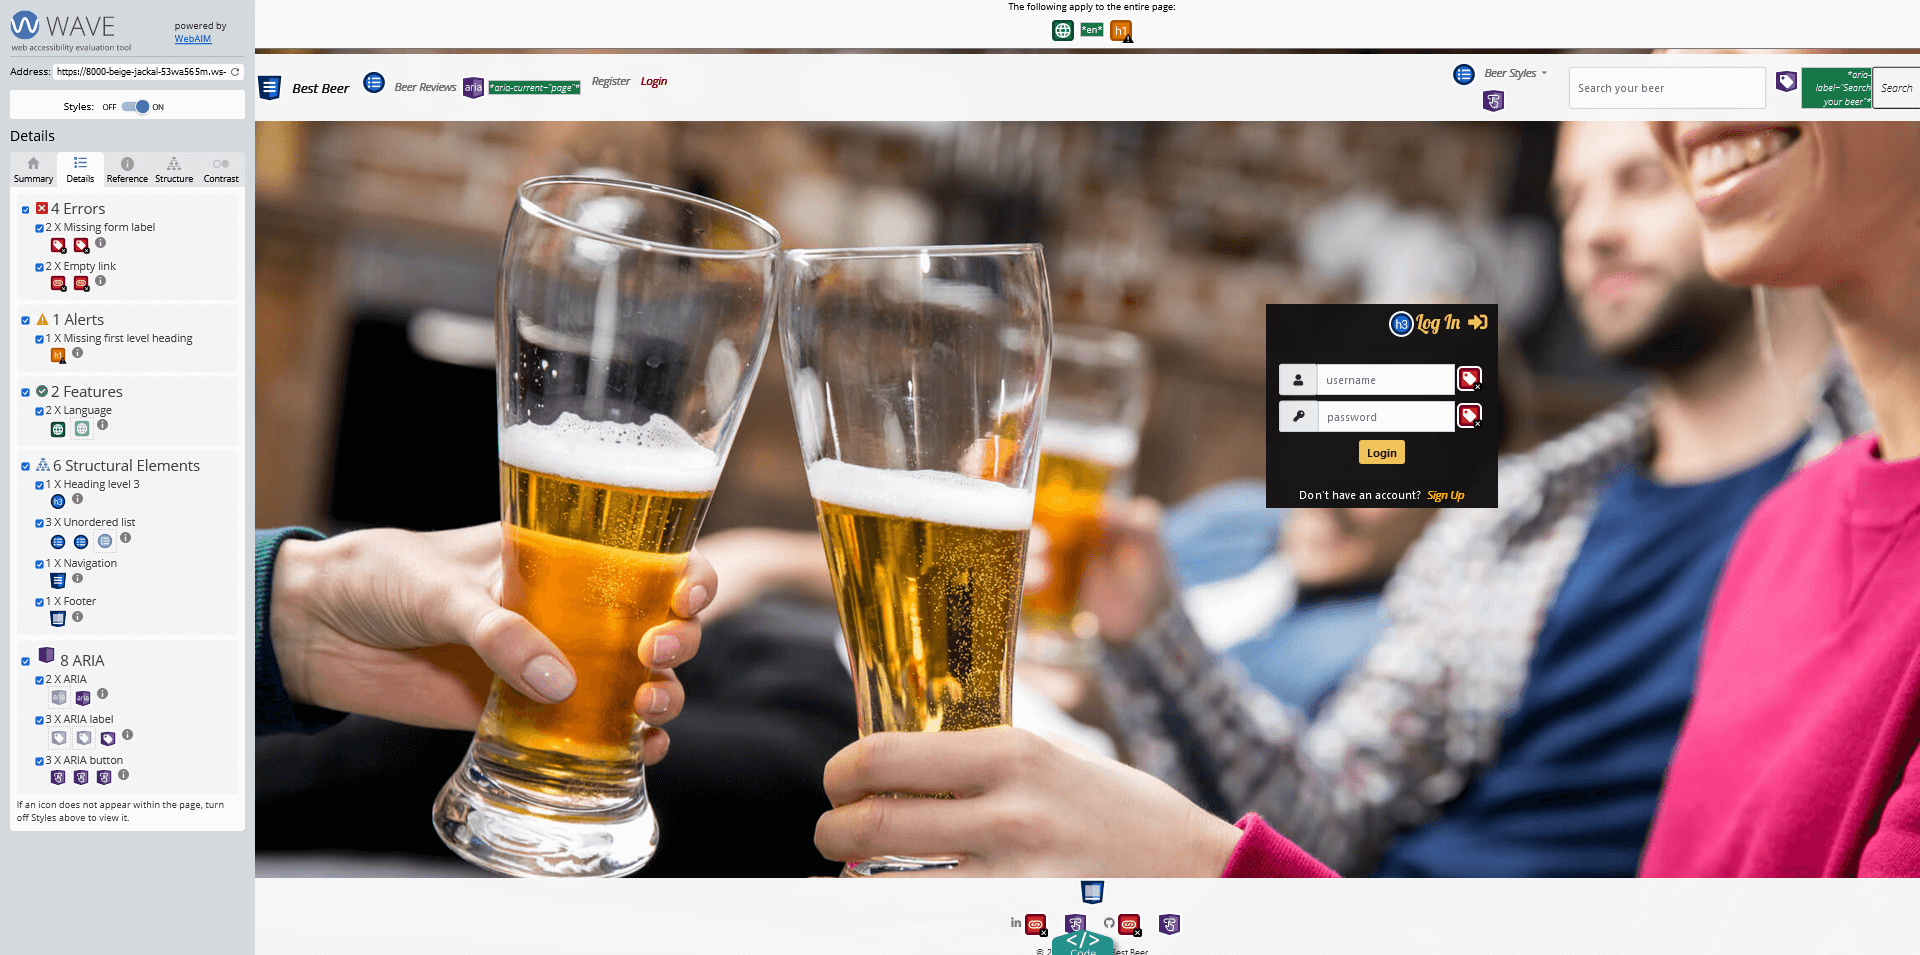 WAVE
web accessibility evaluation tool
powered by
WebAIM
Address: https://8000-beige-jackal-53wa565m.ws-
Styles: OFF ON
Details
Summary Details Reference Structure Contrast
4 Errors
2 X Missing form label
2 X Empty link
1 Alerts
1 X Missing first level heading
h1
2 Features
2 X Language
6 Structural Elements
1 X Heading level 3
h3
3 X Unordered list
1 X Navigation
1 X Footer
8 ARIA
2 X ARIA
aria aria
3 X ARIA label
3 X ARIA button
If an icon does not appear within the page, turn
off Styles above to view it.
The following apply to the entire page:
*en* h1
Best Beer Beer Reviews aria *aria-current="page"* Register Login
Beer Styles
Search your beer
*aria-
label="Search
your beer"*
Search
h3 Log In
username
password
Login
Don't have an account? Sign Up
in
</>
Code
© 2 Best Beer